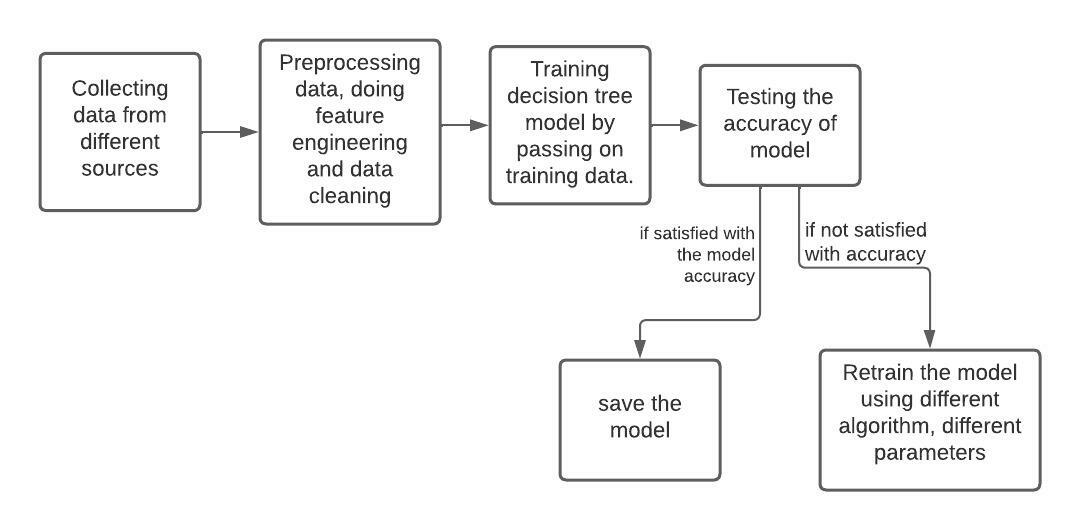 Collecting
data from
different
sources
Preprocessing
data, doing
feature
engineering
and data
cleaning
Training
decision tree
model by
passing on
training data.
Testing the
accuracy of
model
if satisfied with
the model
accuracy
if not satisfied
with accuracy
save the
model
Retrain the model
using different
algorithm, different
parameters